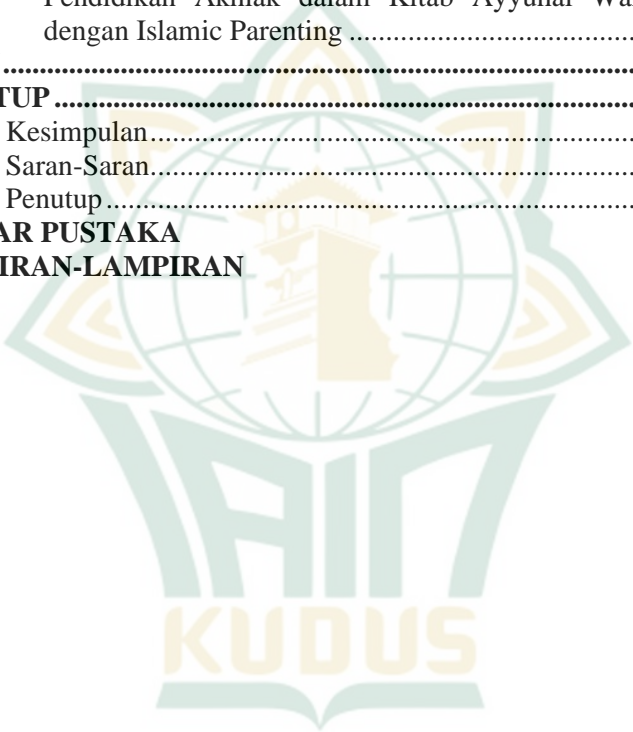 Pendidikan Akhlak dalam Kitab Ayyuhal Wa
dengan Islamic Parenting ..........................................
................................................................................................
TUP ...................................................................................
Kesimpulan.......................................................................
Saran-Saran.......................................................................
Penutup .............................................................................
AR PUSTAKA
IRAN-LAMPIRAN
IAIN
KUDUS